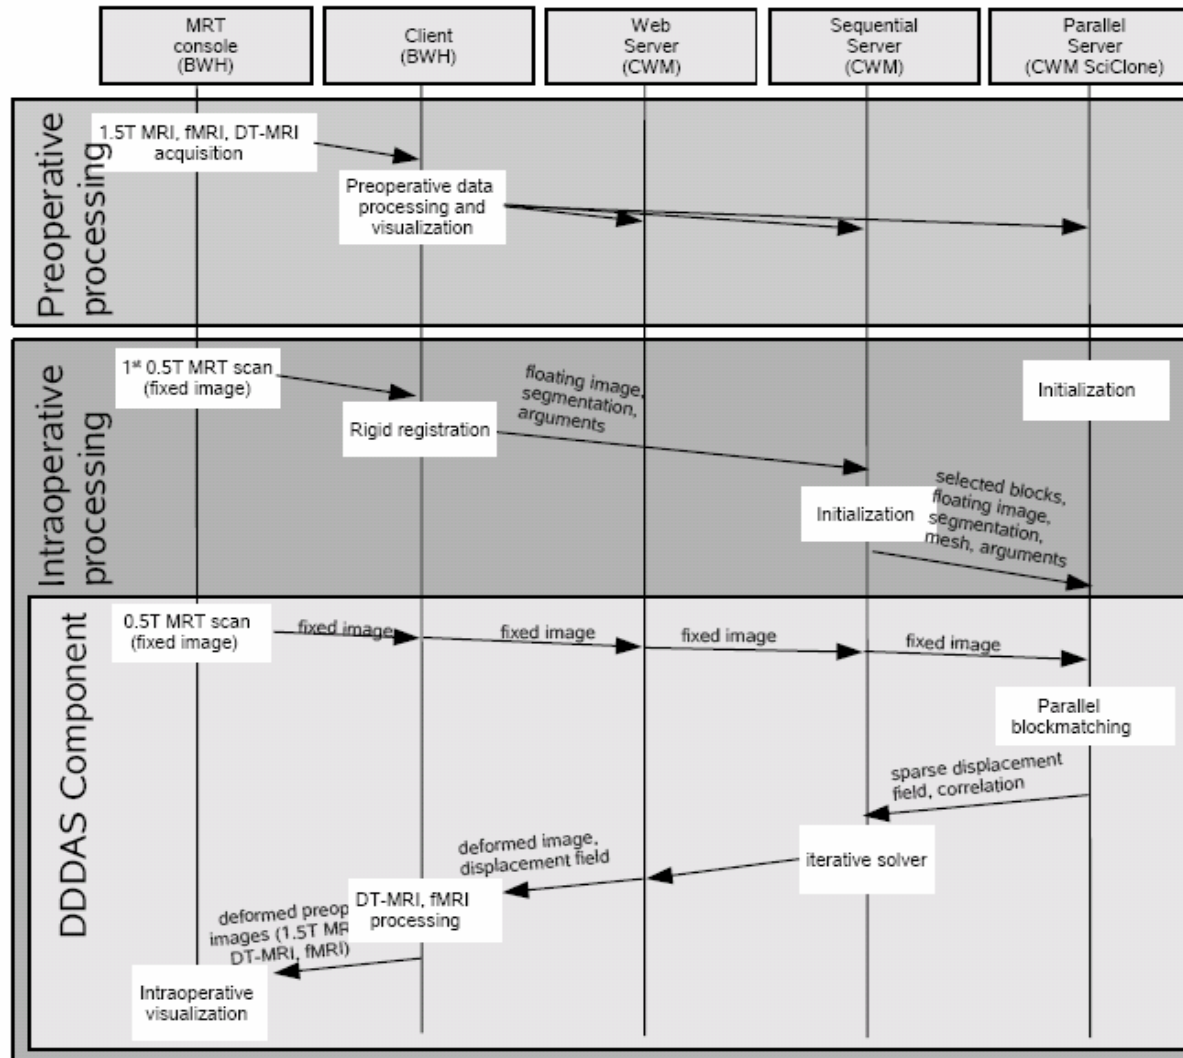 MRT
console
(BWH)
Client
(BWH)
Web
Server
(CWM)
Sequential
Server
(CWM)
Parallel
Server
(CWM SciClone)
Preoperative
processing
1.5T MRI, fMRI, DT-MRI
acquisition
Preoperative data
processing and
visualization
Intraoperative
processing
1st 0.5T MRT scan
(fixed image)
Rigid registration
floating image,
segmentation,
arguments
Initialization
Initialization
selected blocks,
floating image,
segmentation,
mesh, arguments
DDDAS Component
0.5T MRT scan
(fixed image)
fixed image
fixed image
fixed image
fixed image
Parallel
blockmatching
sparse displacement
field, correlation
iterative solver
deformed image,
displacement field
DT-MRI, fMRI
processing
deformed preop
images (1.5T MR
DT-MRI, fMRI)
Intraoperative
visualization